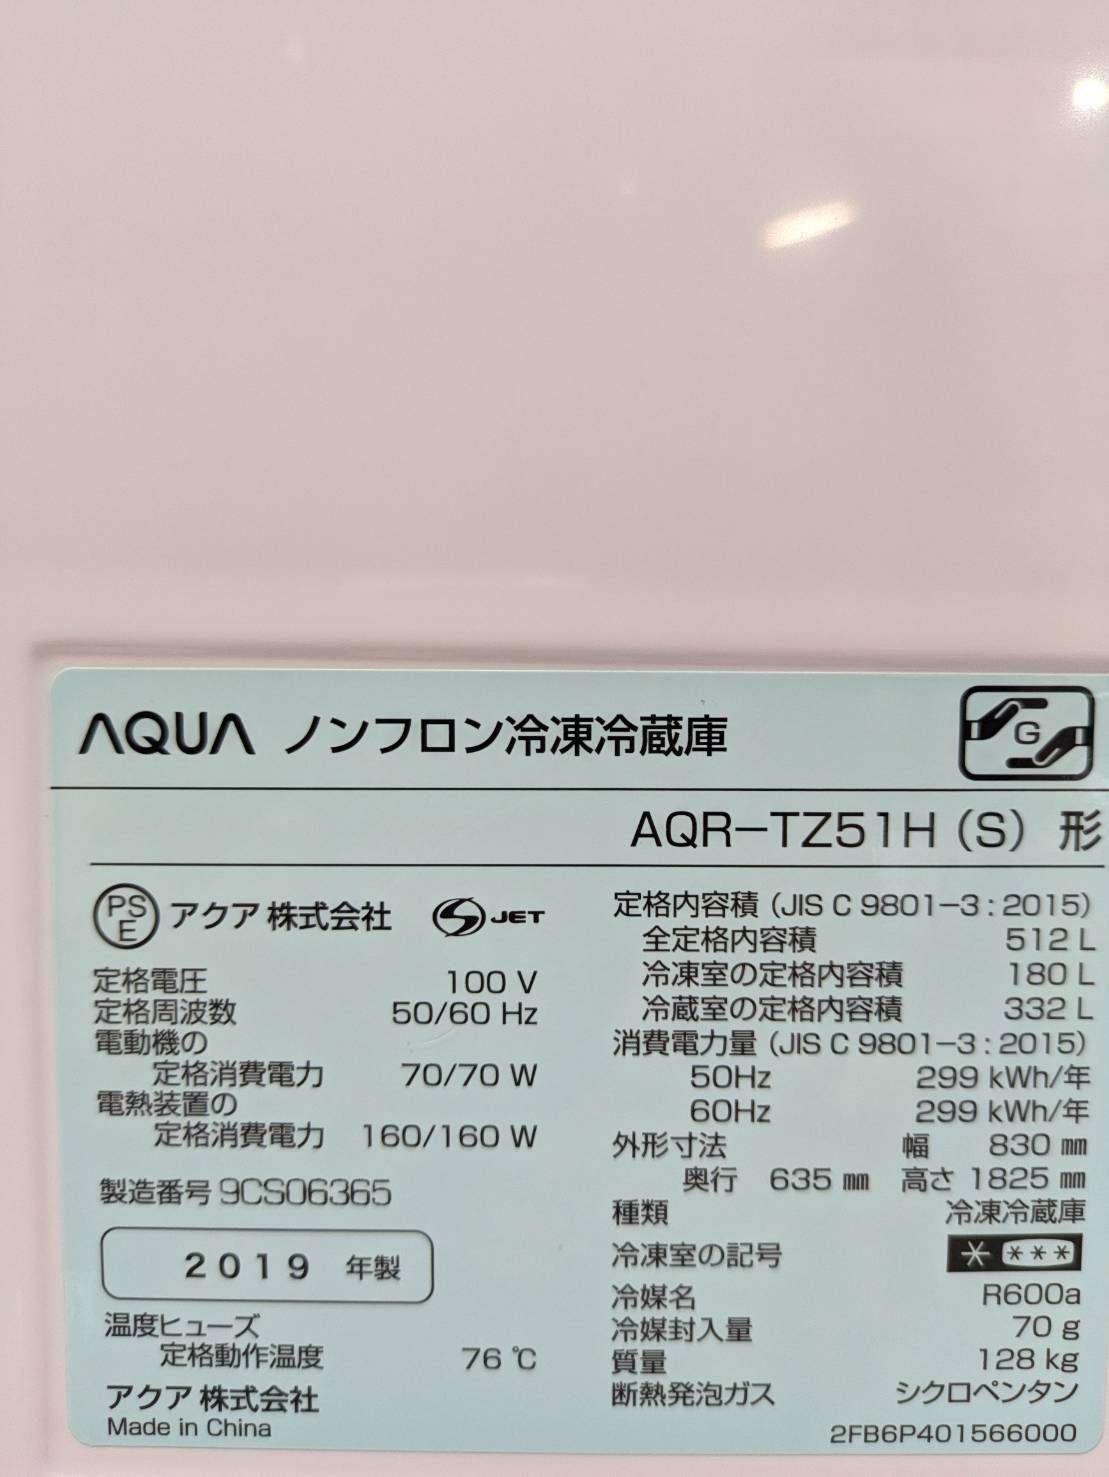 AQUA ノンフロン冷凍冷蔵庫
G
AQR-TZ51H (S) 形
PS
E
アクア 株式会社
S JET
定格電圧 100 V
定格周波数 50/60 Hz
電動機の
定格消費電力 70/70 W
電熱装置の
定格消費電力 160/160 W
製造番号 9CS06365
2019 年製
温度ヒューズ
定格動作温度 76 ℃
アクア 株式会社
Made in China
定格内容積 (JIS C 9801-3 : 2015)
全定格内容積 512 L
冷凍室の定格内容積 180 L
冷蔵室の定格内容積 332 L
消費電力量 (JIS C 9801-3 : 2015)
50Hz 299 kWh/年
60Hz 299 kWh/年
外形寸法 幅 830 ㎜
奥行 635 ㎜ 高さ 1825 ㎜
種類 冷凍冷蔵庫
冷凍室の記号 * ***
冷媒名 R600a
冷媒封入量 70 g
質量 128 kg
断熱発泡ガス シクロペンタン
2FB6P401566000